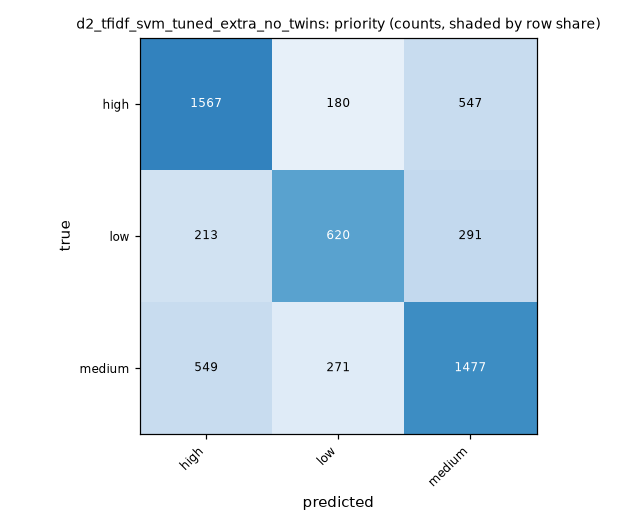 d2_tfidf_svm_tuned_extra_no_twins: priority (counts, shaded by row share)
high 1567 180 547
low 213 620 291
medium 549 271 1477
true
high low medium
predicted